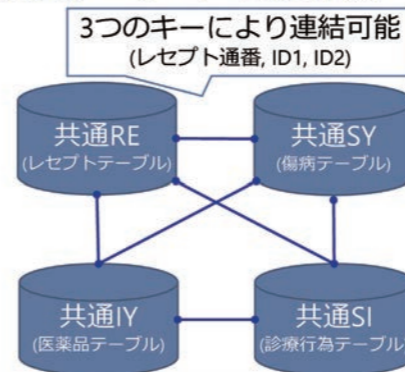 3つのキーにより連結可能
(レセプト通番, ID1, ID2)
共通RE
(レセプトテーブル)
共通SY
(傷病テーブル)
共通IY
(医薬品テーブル)
共通SI
(診療行為テーブル)